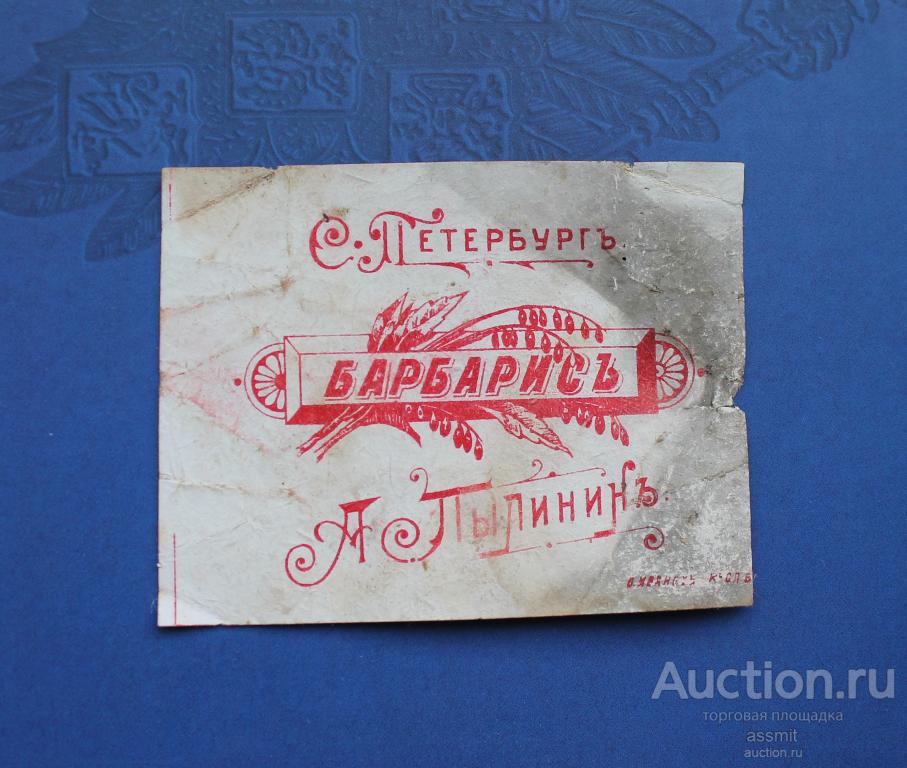 С. Петербургъ.
БАРБАРИСЪ
А. Пылининъ.
Auction.ru
торговая площадка
assmit
auction.ru